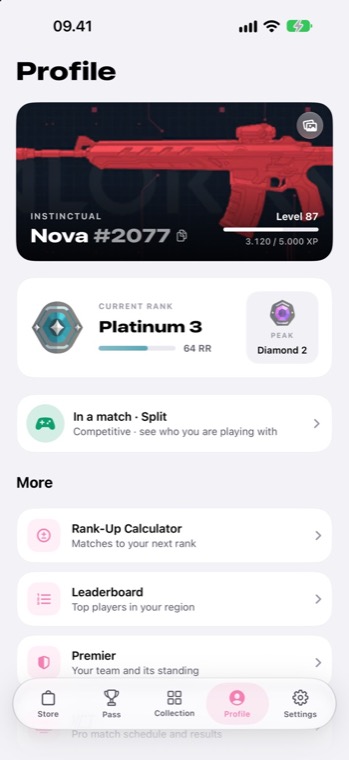 09.41
Profile
INSTINCTUAL
Nova #2077
Level 87
3.120 / 5.000 XP
CURRENT RANK
Platinum 3
64 RR
PEAK
Diamond 2
In a match · Split
Competitive · see who you are playing with
More
Rank-Up Calculator
Matches to your next rank
Leaderboard
Top players in your region
Premier
Your team and its standing
Store
Pass
Collection
Profile
Settings
Pro match schedule and results